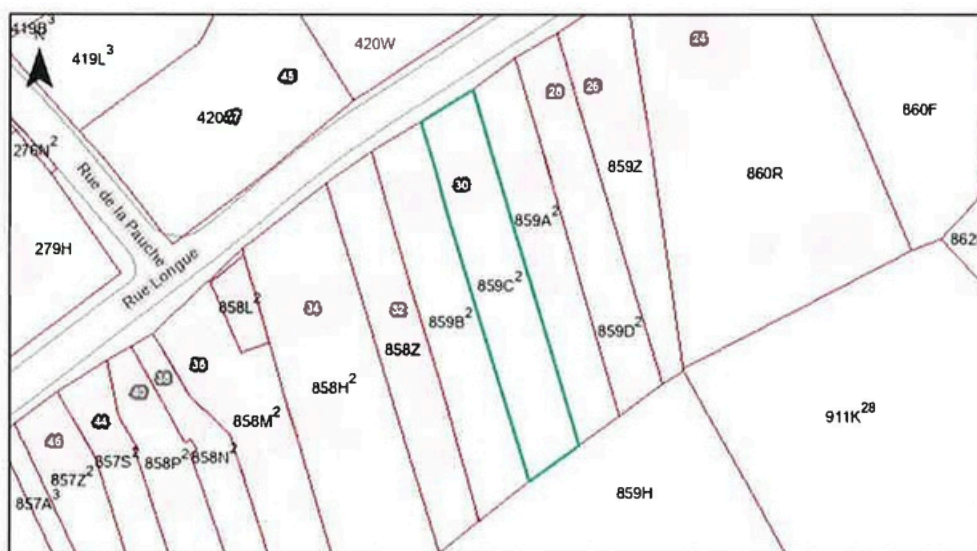 419B³
N
419L³
420W
45
24
28
26
860F
276N²
Rue de la Pauche
859Z
860R
30
859A²
279H
862
Rue Longue
859C²
858L²
34
32
859B²
859D²
858Z
36
38
40
858H²
44
858M²
911K²⁸
46
857S²
858P²
858N²
857Z²
859H
857A³